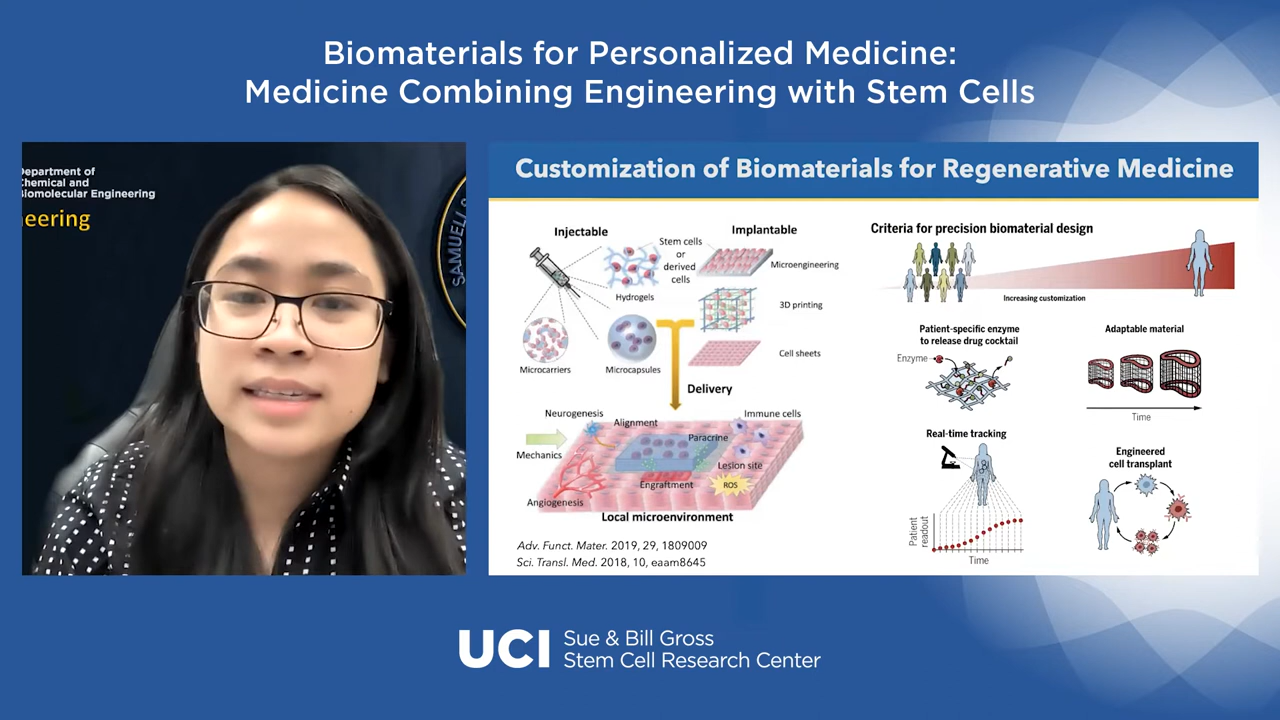 Biomaterials for Personalized Medicine:
Medicine Combining Engineering with Stem Cells
Department of
Chemical and
Biomolecular Engineering
eering
SAMUELI
Customization of Biomaterials for Regenerative Medicine
Injectable
Implantable
Stem cells
or
derived
cells
Hydrogels
Microengineering
3D printing
Microcarriers
Microcapsules
Cell sheets
Delivery
Neurogenesis
Alignment
Immune cells
Paracrine
Mechanics
Lesion site
Engraftment
ROS
Angiogenesis
Local microenvironment
Adv. Funct. Mater. 2019, 29, 1809009
Sci. Transl. Med. 2018, 10, eaam8645
Criteria for precision biomaterial design
Increasing customization
Patient-specific enzyme
to release drug cocktail
Enzyme
Adaptable material
Time
Real-time tracking
Patient
readout
Time
Engineered
cell transplant
UCI
Sue & Bill Gross
Stem Cell Research Center